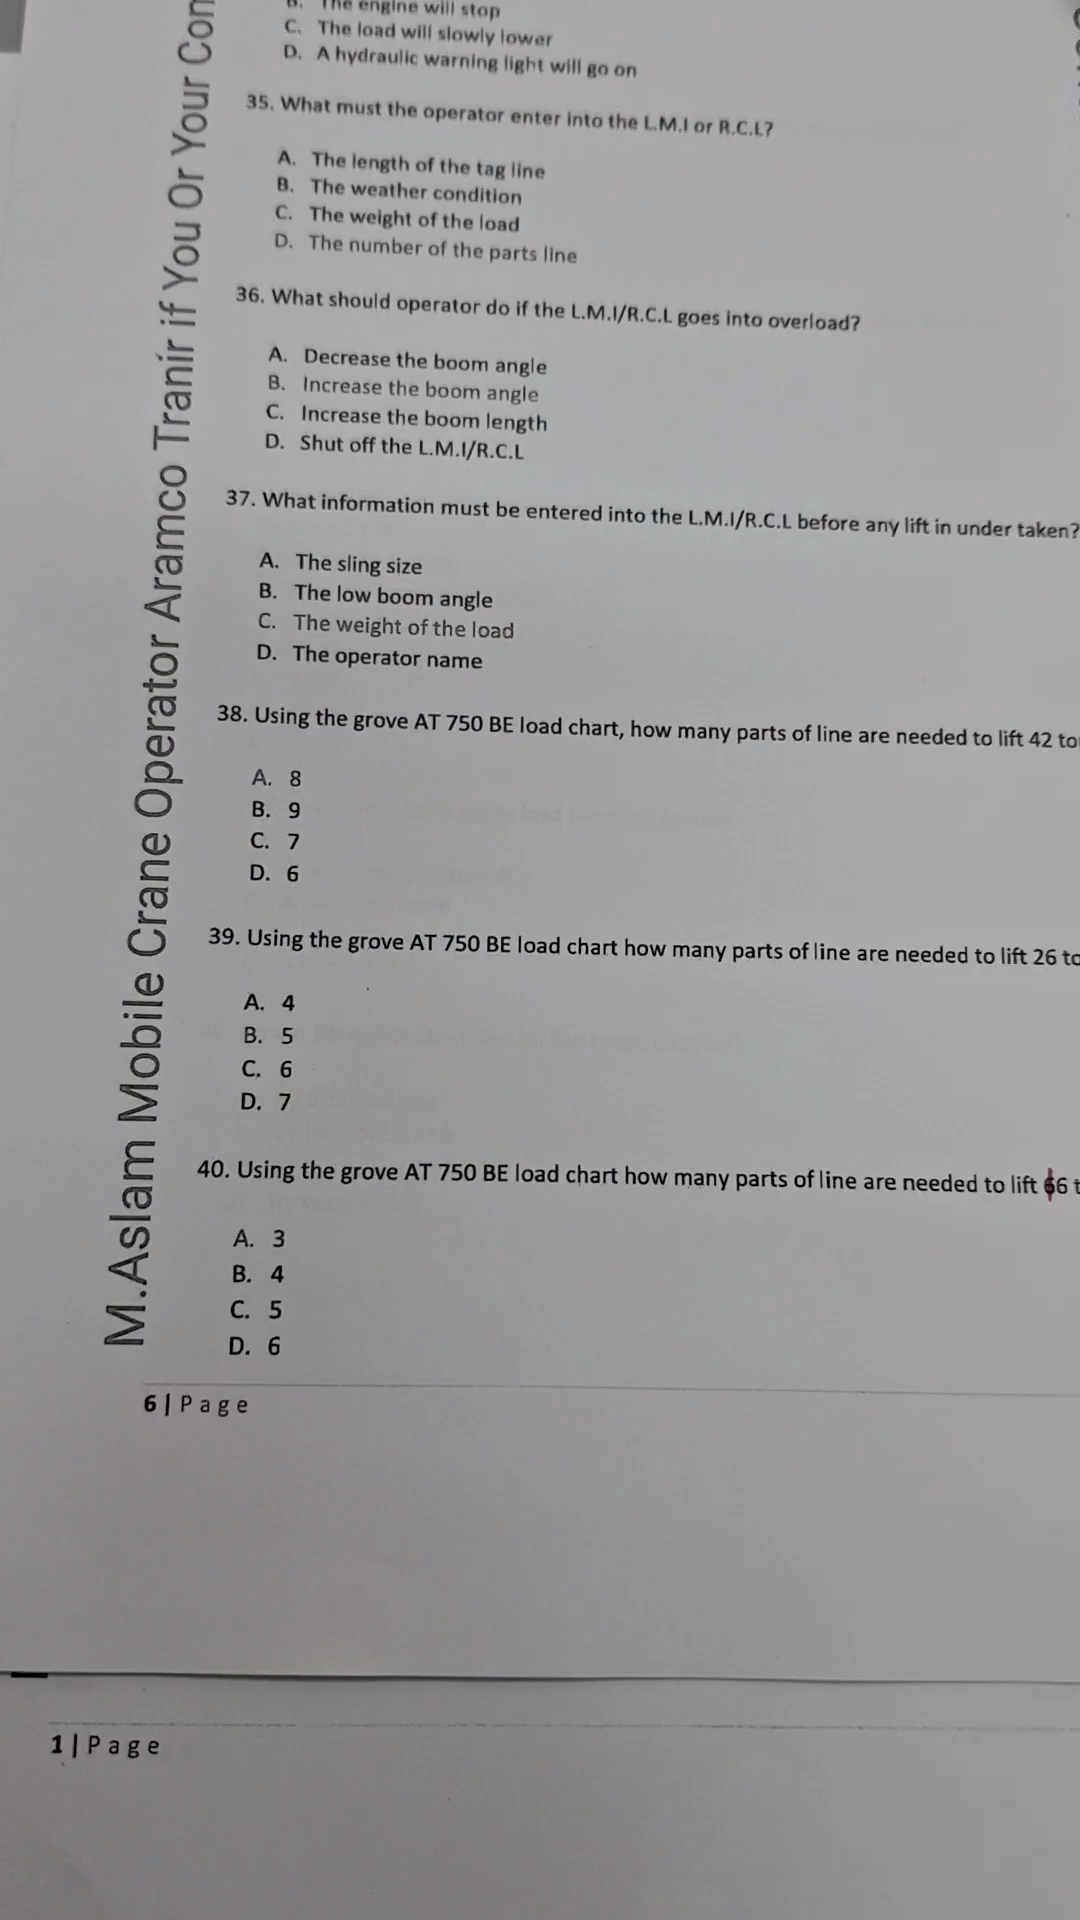 B. The engine will stop
C. The load will slowly lower
D. A hydraulic warning light will go on
35. What must the operator enter into the L.M.I or R.C.L?
A. The length of the tag line
B. The weather condition
C. The weight of the load
D. The number of the parts line
36. What should operator do if the L.M.I/R.C.L goes into overload?
A. Decrease the boom angle
B. Increase the boom angle
C. Increase the boom length
D. Shut off the L.M.I/R.C.L
37. What information must be entered into the L.M.I/R.C.L before any lift in under taken?
A. The sling size
B. The low boom angle
C. The weight of the load
D. The operator name
38. Using the grove AT 750 BE load chart, how many parts of line are needed to lift 42
A. 8
B. 9
C. 7
D. 6
39. Using the grove AT 750 BE load chart how many parts of line are needed to lift 26
A. 4
B. 5
C. 6
D. 7
40. Using the grove AT 750 BE load chart how many parts of line are needed to lift
A. 3
B. 4
C. 5
D. 6
6 | Page
M.Aslam Mobile Crane Operator Aramco Tranir if You Or Your
1 | Page